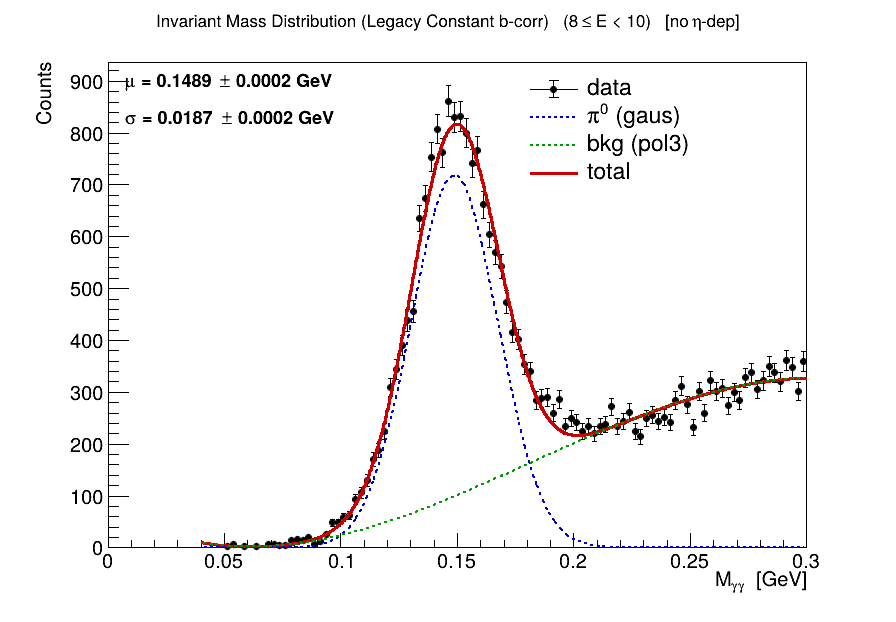 Invariant Mass Distribution (Legacy Constant b-corr) (8 ≤ E < 10) [no η-dep]
Counts
μ = 0.1489 ± 0.0002 GeV
σ = 0.0187 ± 0.0002 GeV
data
π⁰ (gaus)
bkg (pol3)
total
900
800
700
600
500
400
300
200
100
0
0 0.05 0.1 0.15 0.2 0.25 0.3
M_γγ [GeV]